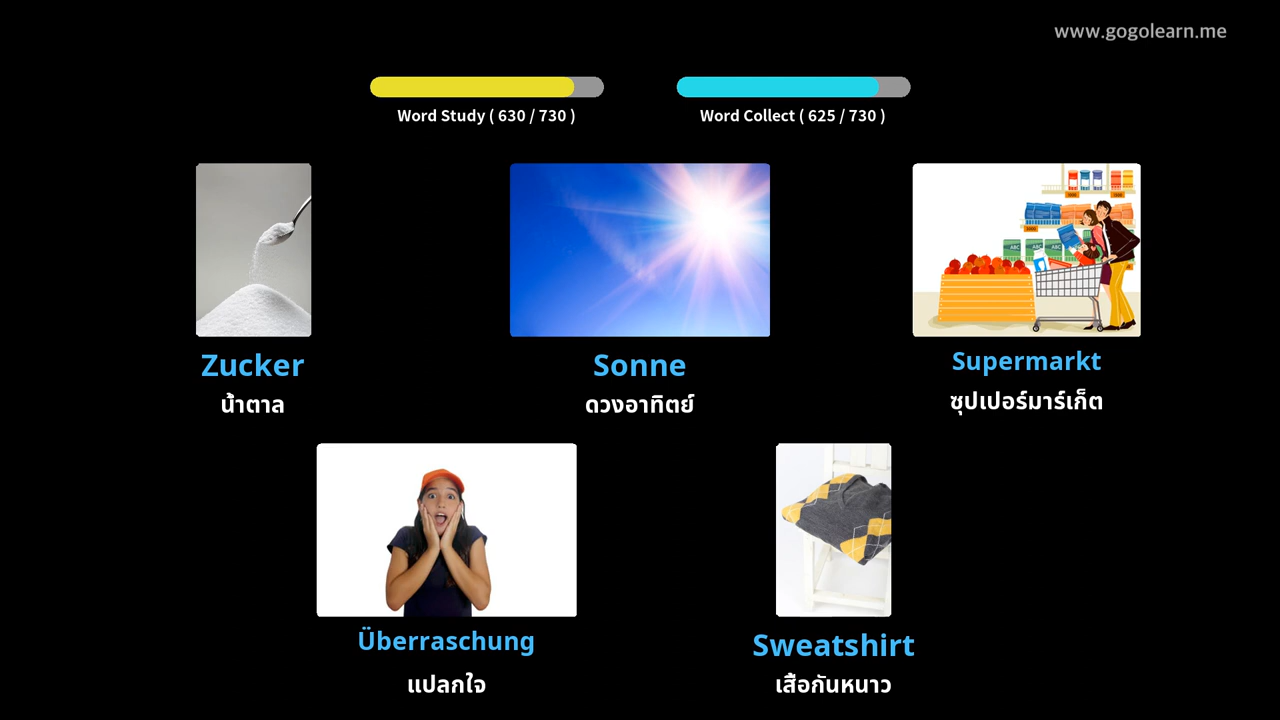 www.gogolearn.me
Word Study ( 630 / 730 )
Word Collect ( 625 / 730 )
Zucker
น้ำตาล
Sonne
ดวงอาทิตย์
Supermarkt
ซุปเปอร์มาร์เก็ต
Überraschung
แปลกใจ
Sweatshirt
เสื้อกันหนาว